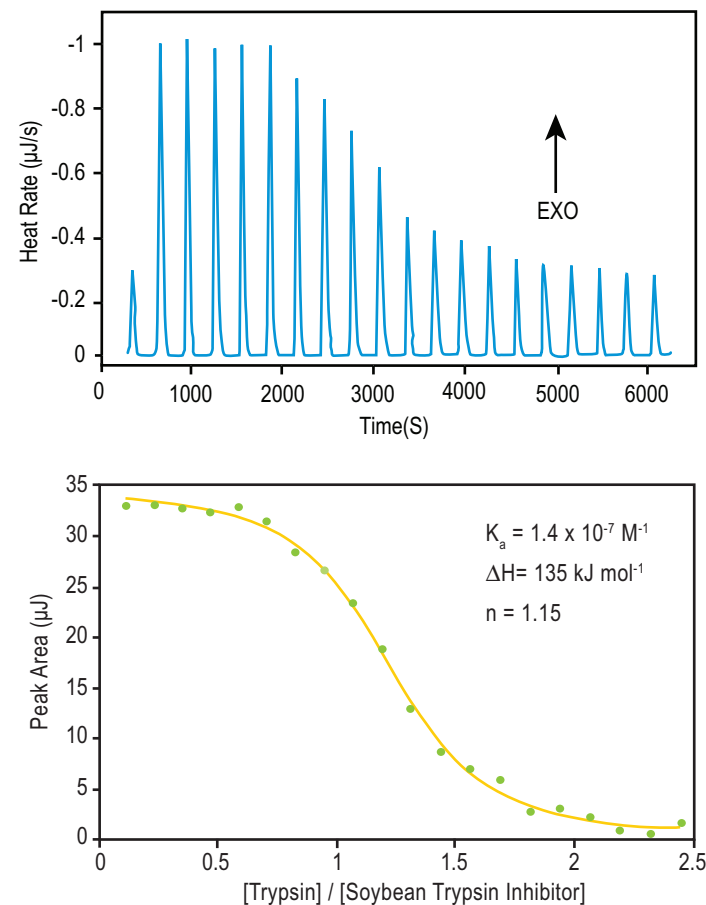 -1
-0.8
-0.6
-0.4
-0.2
0
Heat Rate (µJ/s)
EXO
0 1000 2000 3000 4000 5000 6000
Time(S)
35
30
25
20
15
10
5
0
Peak Area (µJ)
Kₐ = 1.4 x 10⁻⁷ M⁻¹
ΔH= 135 kJ mol⁻¹
n = 1.15
0 0.5 1 1.5 2 2.5
[Trypsin] / [Soybean Trypsin Inhibitor]